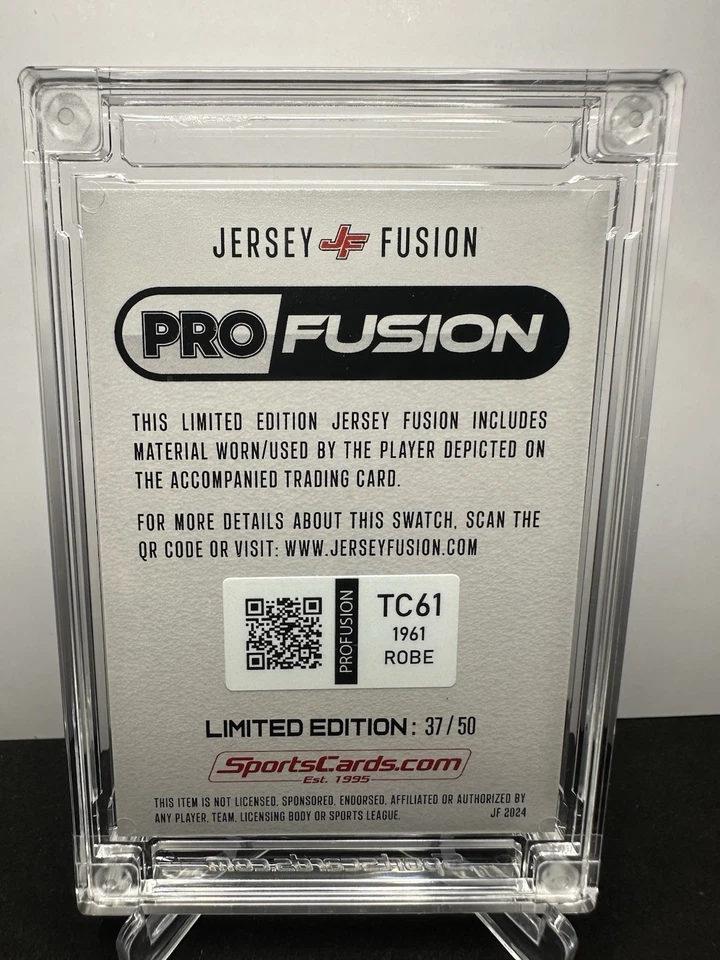 JERSEY JF FUSION
PRO FUSION
THIS LIMITED EDITION JERSEY FUSION INCLUDES
MATERIAL WORN/USED BY THE PLAYER DEPICTED ON
THE ACCOMPANIED TRADING CARD.
FOR MORE DETAILS ABOUT THIS SWATCH, SCAN THE
QR CODE OR VISIT: WWW.JERSEYFUSION.COM
PROFUSION
TC61
1961
ROBE
LIMITED EDITION: 37/50
SportsCards.com
Est. 1995
THIS ITEM IS NOT LICENSED, SPONSORED, ENDORSED, AFFILIATED OR AUTHORIZED BY
ANY PLAYER, TEAM, LICENSING BODY OR SPORTS LEAGUE.
JF 2024